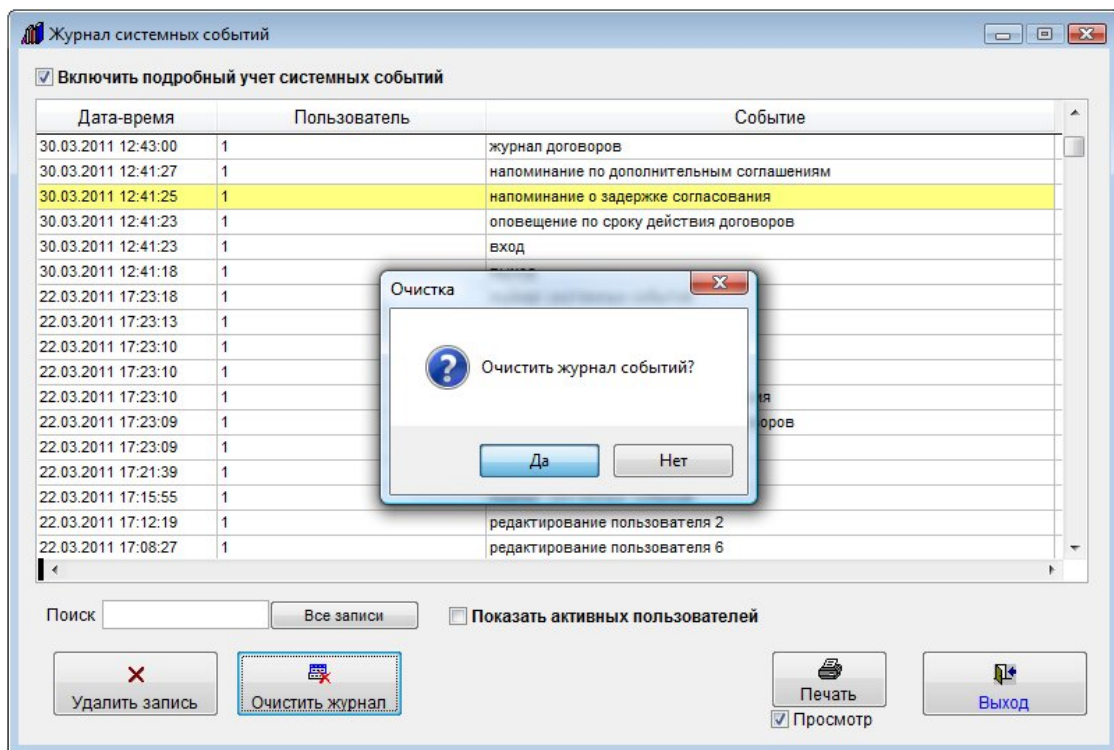 Журнал системных событий
Включить подробный учет системных событий
Дата-время Пользователь Событие
30.03.2011 12:43:00 1 журнал договоров
30.03.2011 12:41:27 1 напоминание по дополнительным соглашениям
30.03.2011 12:41:25 1 напоминание о задержке согласования
30.03.2011 12:41:23 1 оповещение по сроку действия договоров
30.03.2011 12:41:23 1 вход
30.03.2011 12:41:18 1
22.03.2011 17:23:18 1
22.03.2011 17:23:13 1
22.03.2011 17:23:10 1
22.03.2011 17:23:10 1
22.03.2011 17:23:10 1
22.03.2011 17:23:09 1
22.03.2011 17:23:09 1
22.03.2011 17:21:39 1
22.03.2011 17:15:55 1
22.03.2011 17:12:19 1 редактирование пользователя 2
22.03.2011 17:08:27 1 редактирование пользователя 6
Очистка
Очистить журнал событий?
Да Нет
Поиск Все записи Показать активных пользователей
Удалить запись Очистить журнал Печать Выход
Просмотр